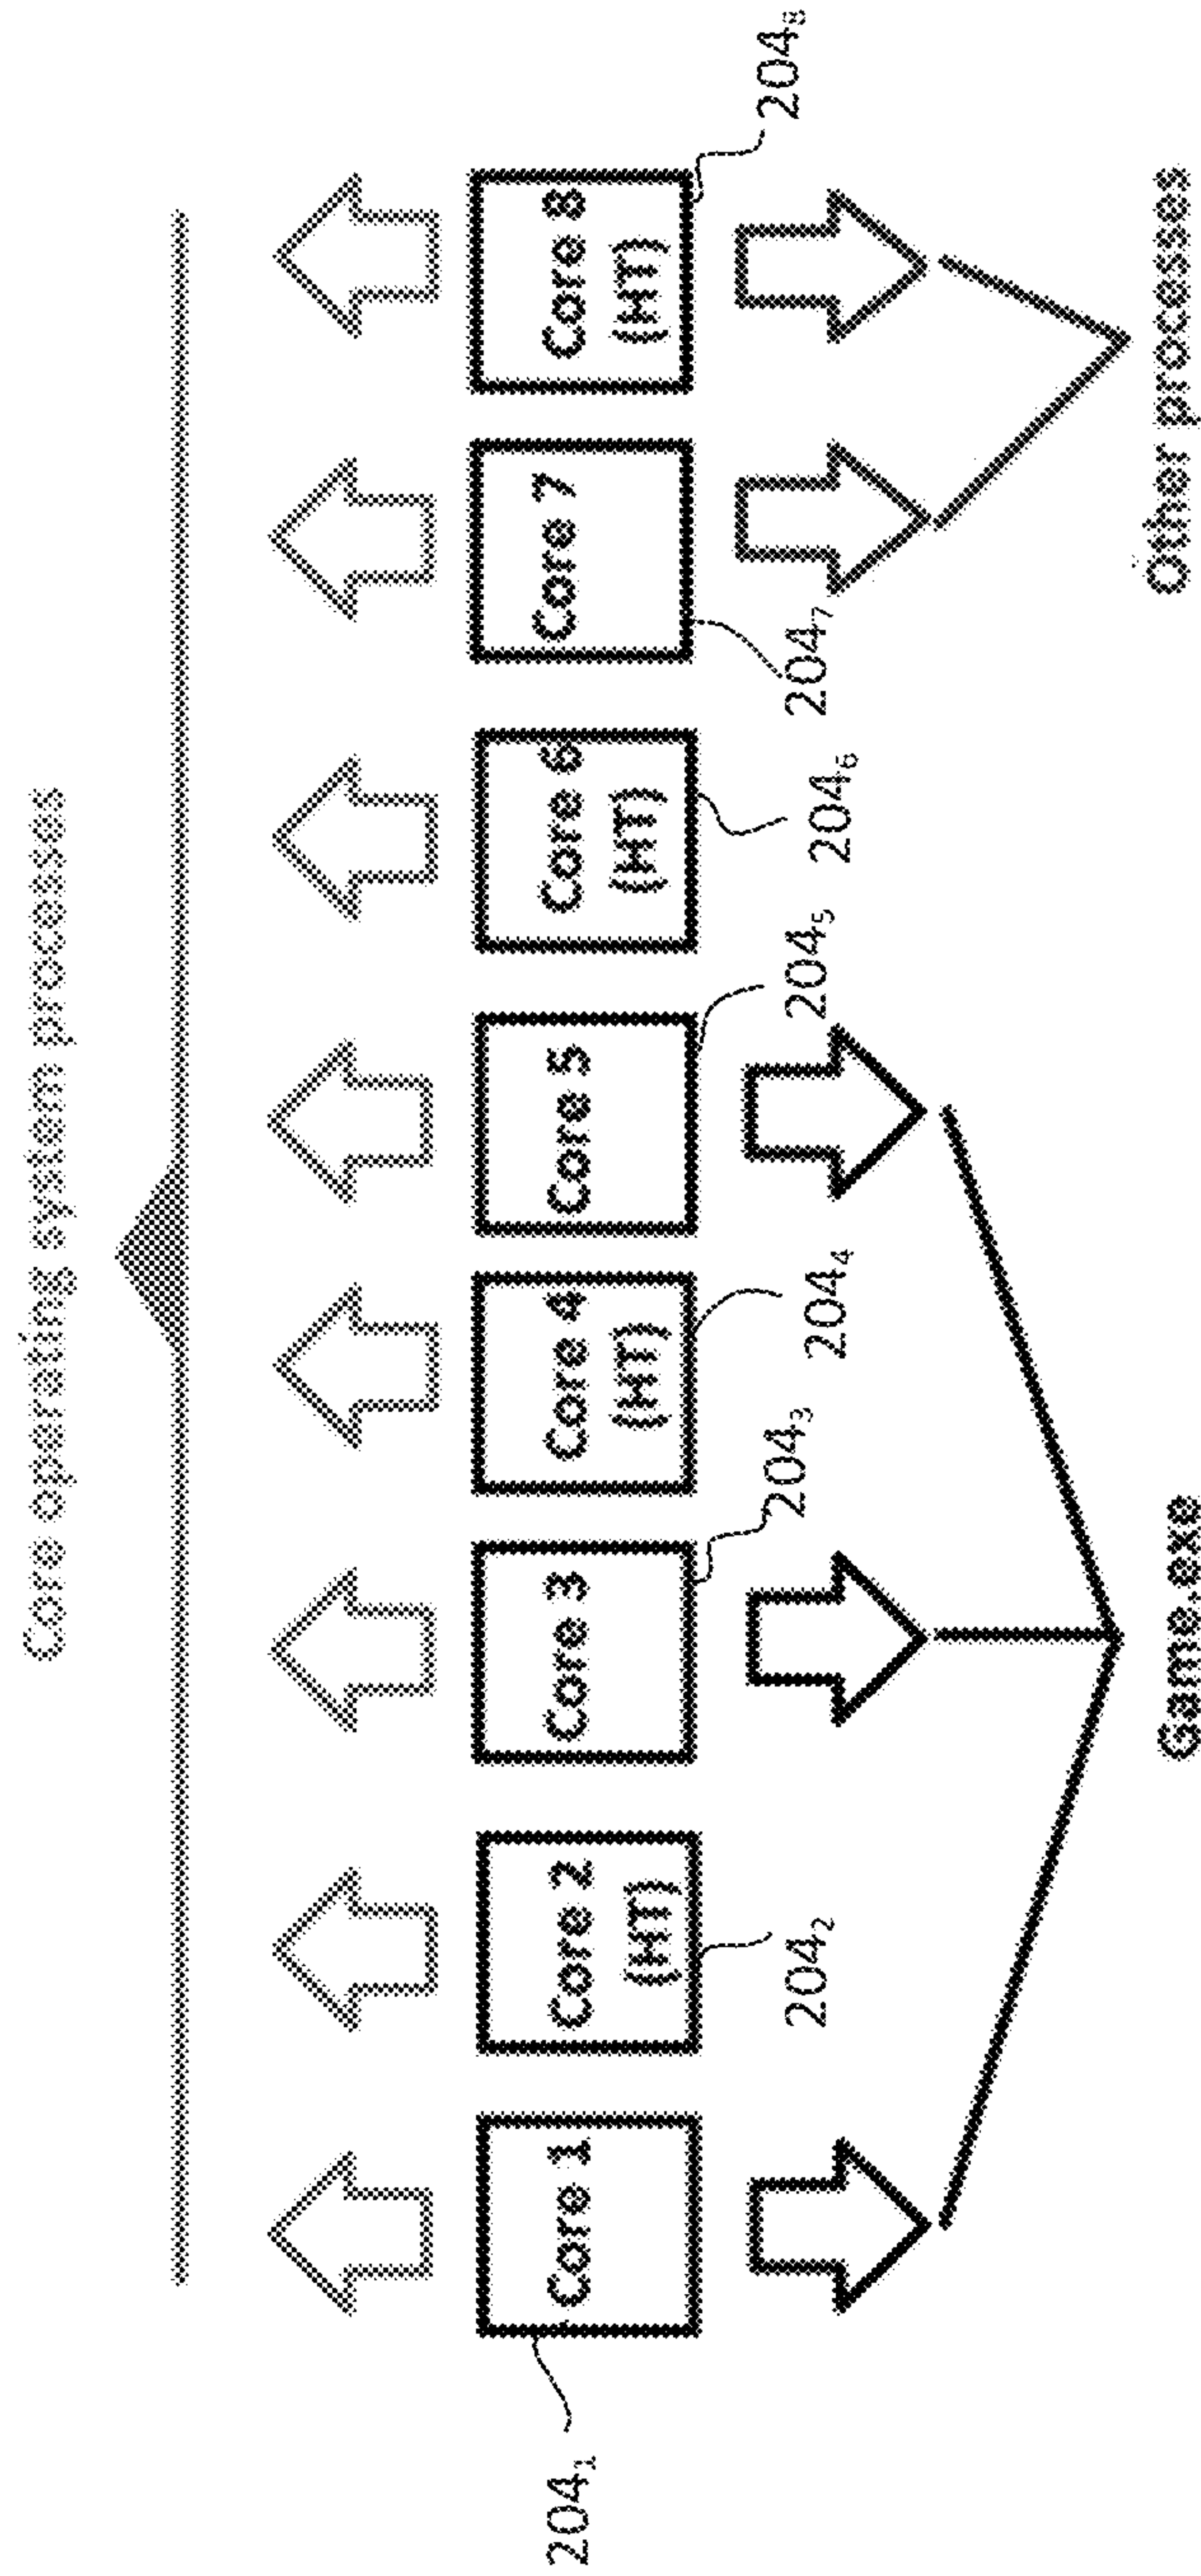 Core operating system processes
Core 1
Core 2
(HT)
Core 3
Core 4
(HT)
Core 5
Core 6
(HT)
Core 7
Core 8
(HT)
204₁
204₂
204₃
204₄
204₅
204₆
204₇
204₈
Game.exe
Other processes